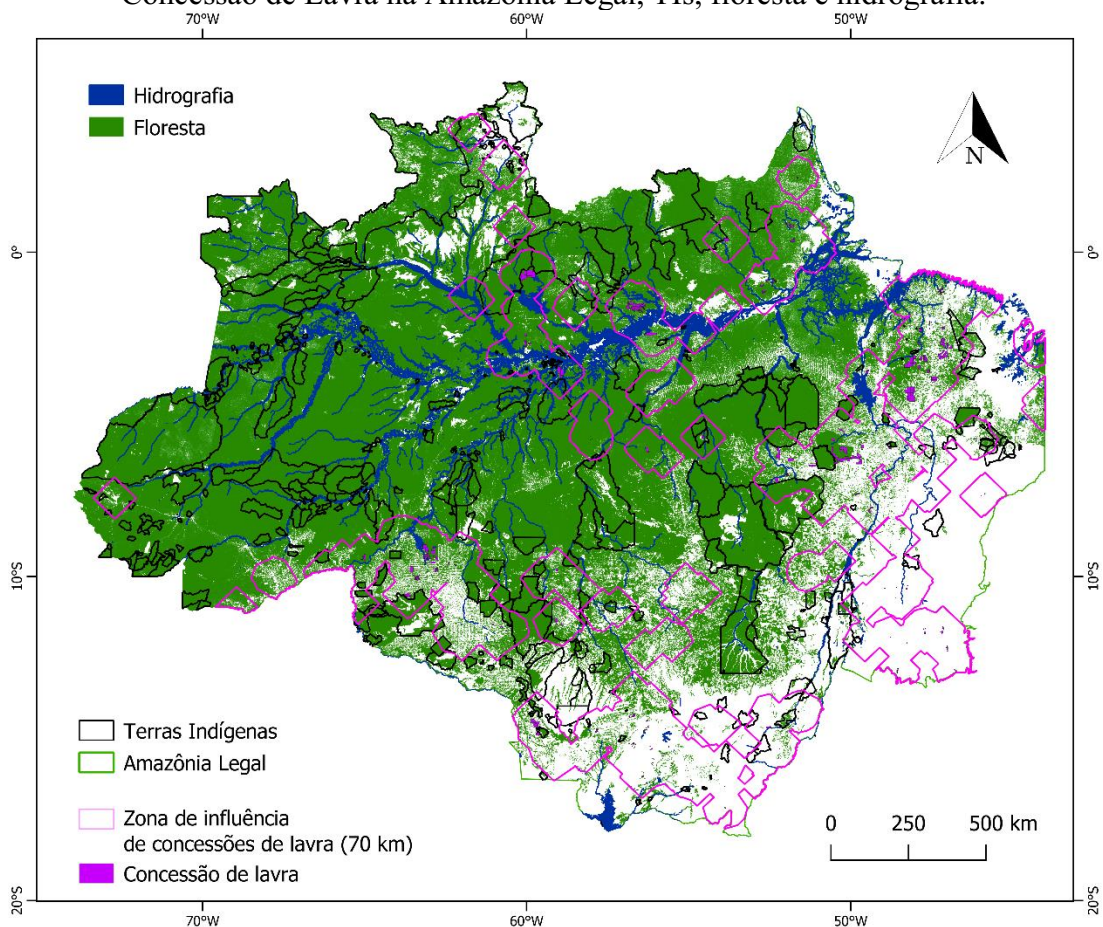 Concessão de Lavra na Amazônia Legal, TIs, floresta e hidrografia.
70°W 60°W 50°W
Hidrografia
Floresta
N
0° 0°
10°S 10°S
Terras Indígenas
Amazônia Legal
Zona de influência
de concessões de lavra (70 km)
Concessão de lavra
0 250 500 km
20°S 20°S
70°W 60°W 50°W